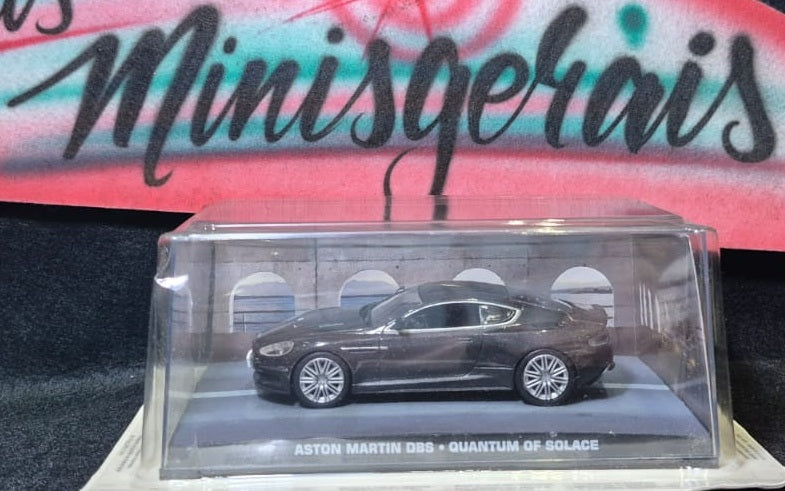 Minisgerais
ASTON MARTIN DBS • QUANTUM OF SOLACE